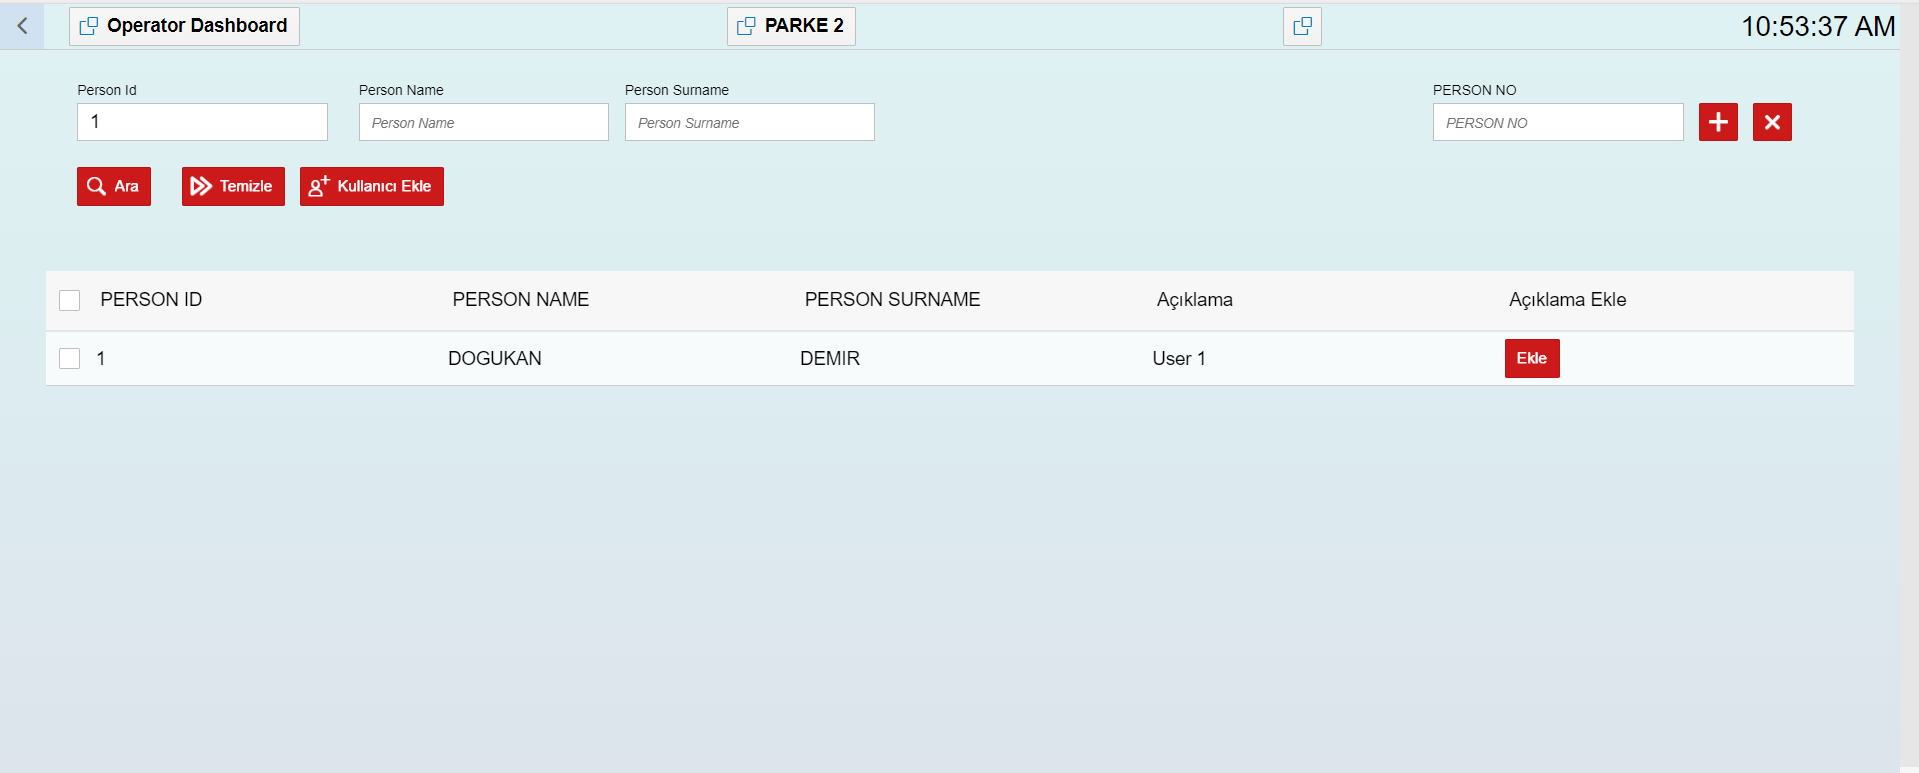 Operator Dashboard PARKE 2 10:53:37 AM
Person Id Person Name Person Surname PERSON NO
1 Person Name Person Surname PERSON NO
Ara Temizle Kullanıcı Ekle
PERSON ID PERSON NAME PERSON SURNAME Açıklama Açıklama Ekle
1 DOGUKAN DEMIR User 1 Ekle